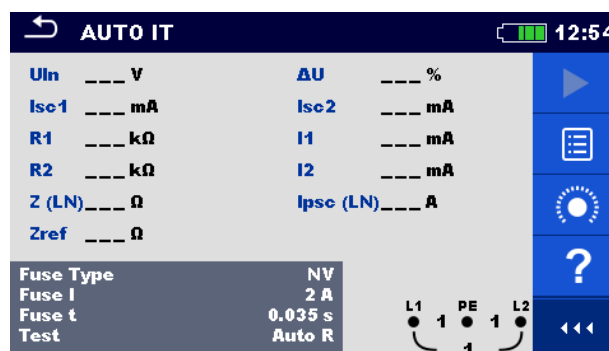 AUTO IT 12:54
Uln ___ V ΔU ___ %
Isc1 ___ mA Isc2 ___ mA
R1 ___ kΩ I1 ___ mA
R2 ___ kΩ I2 ___ mA
Z (LN)___ Ω Ipsc (LN)___ A
Zref ___ Ω
Fuse Type NV
Fuse I 2 A
Fuse t 0.035 s
Test Auto R
L1 PE L2
1 1
1
?